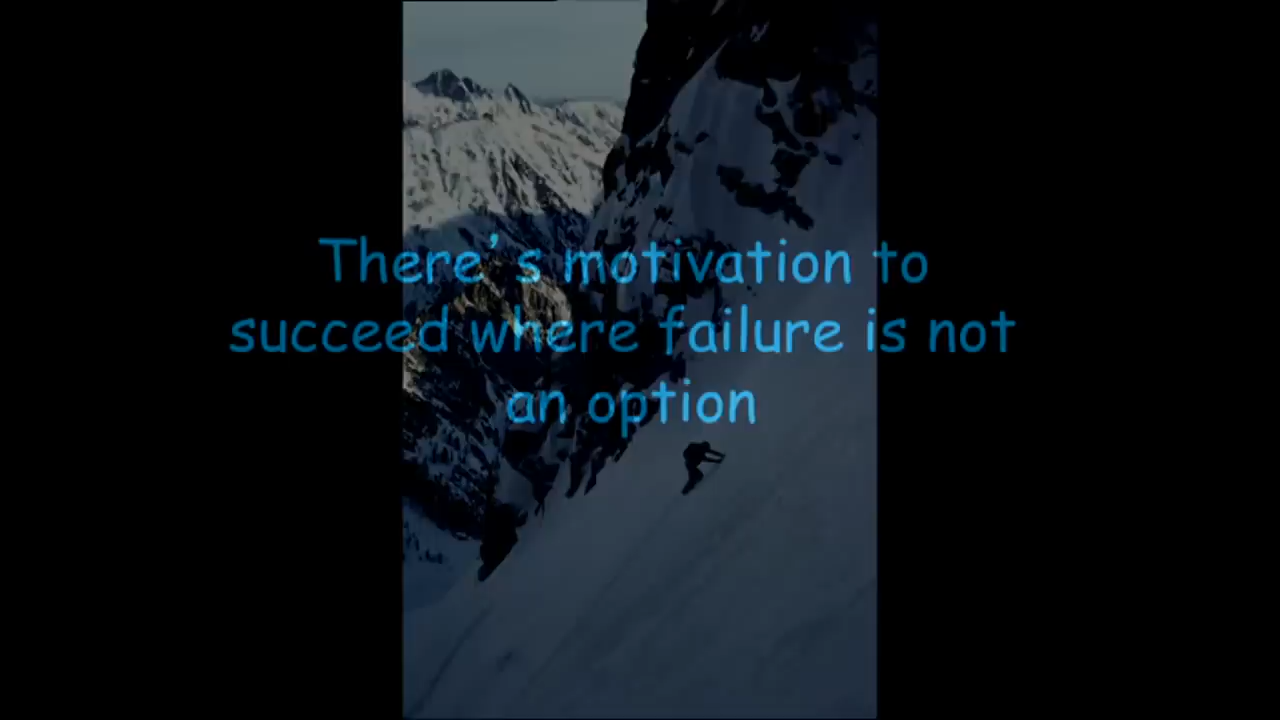 There’s motivation to
succeed where failure is not
an option